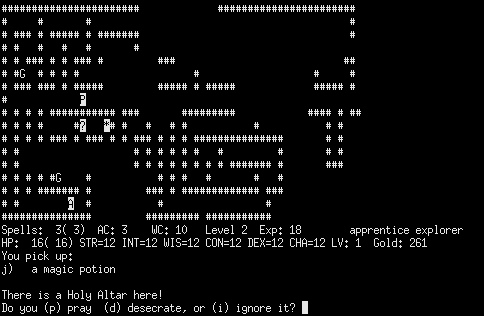 G
P
? *
G
A
Spells:  3( 3)  AC: 3    WC: 10   Level 2  Exp: 18        apprentice explorer
HP:  16( 16) STR=12 INT=12 WIS=12 CON=12 DEX=12 CHA=12 LV: 1  Gold: 261
You pick up:
j)   a magic potion
There is a Holy Altar here!
Do you (p) pray  (d) desecrate, or (i) ignore it?